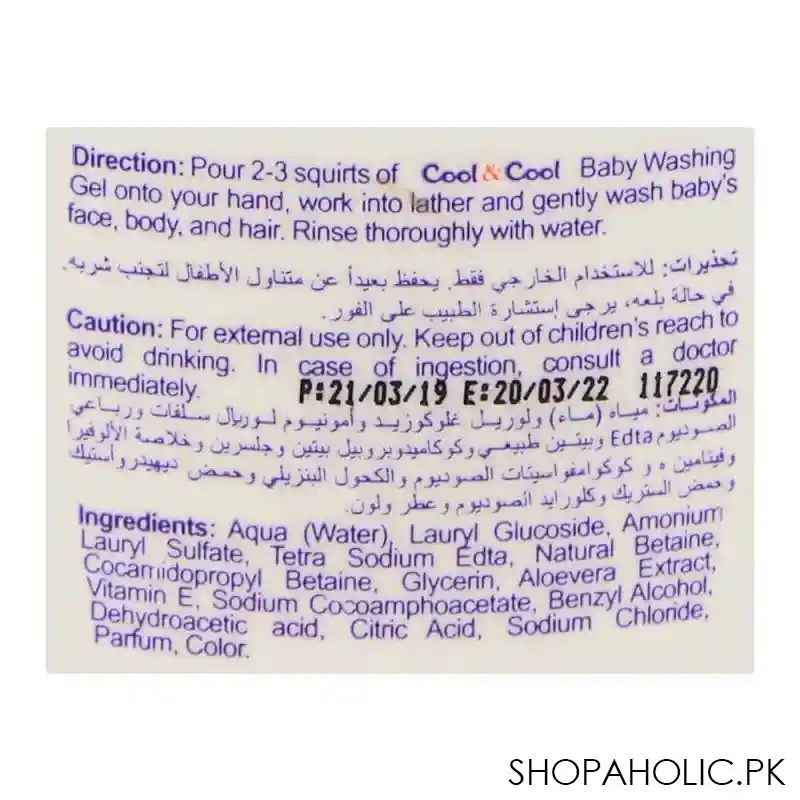 Direction: Pour 2-3 squirts of Cool & Cool Baby Washing
Gel onto your hand, work into lather and gently wash baby's
face, body, and hair. Rinse thoroughly with water.
تحذيرات: للاستخدام الخارجي فقط. يحفظ بعيداً عن متناول الأطفال لتجنب شربه.
في حالة بلعه، يرجى إستشارة الطبيب على الفور.
Caution: For external use only. Keep out of children's reach to
avoid drinking. In case of ingestion, consult a doctor
immediately.
P:21/03/19 E:20/03/22 117220
المكونات: مياه (ماء) ولوريل غلوكوزيد وأمونيوم لوريال سلفات ورباعي
الصوديوم Edta وبيتين طبيعي وكوكاميدوبروبيل بيتين وجلسرين وخلاصة الألوفيرا
وفيتامين ه و كوكوامفواسيتات الصوديوم والكحول البنزيلي وحمض ديهيدروأستيك
وحمض الستريك وكلورايد الصوديوم و عطر ولون.
Ingredients: Aqua (Water), Lauryl Glucoside, Amonium
Lauryl Sulfate, Tetra Sodium Edta, Natural Betaine,
Cocamidopropyl Betaine, Glycerin, Aloevera Extract,
Vitamin E, Sodium Cocoamphoacetate, Benzyl Alcohol,
Dehydroacetic acid, Citric Acid, Sodium Chloride,
Parfum, Color.
SHOPAHOLIC.PK